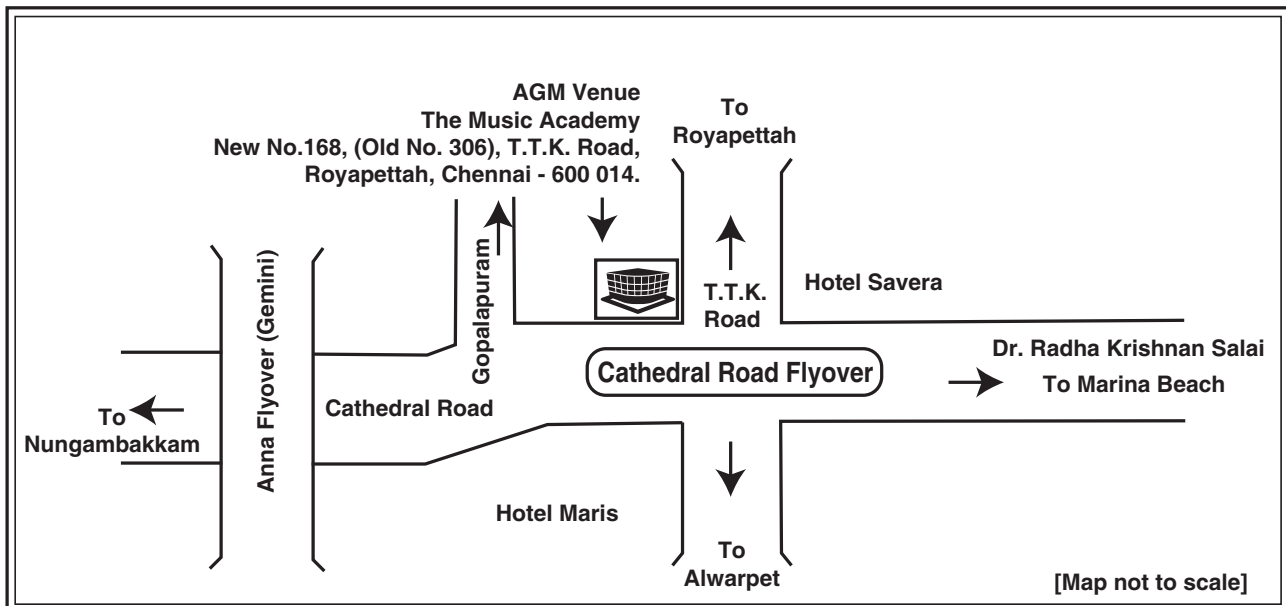 AGM Venue
The Music Academy
New No.168, (Old No. 306), T.T.K. Road,
Royapettah, Chennai - 600 014.
To
Royapettah
Anna Flyover (Gemini)
Gopalapuram
T.T.K.
Road
Hotel Savera
Cathedral Road Flyover
Dr. Radha Krishnan Salai
To Marina Beach
Cathedral Road
To
Nungambakkam
Hotel Maris
To
Alwarpet
[Map not to scale]